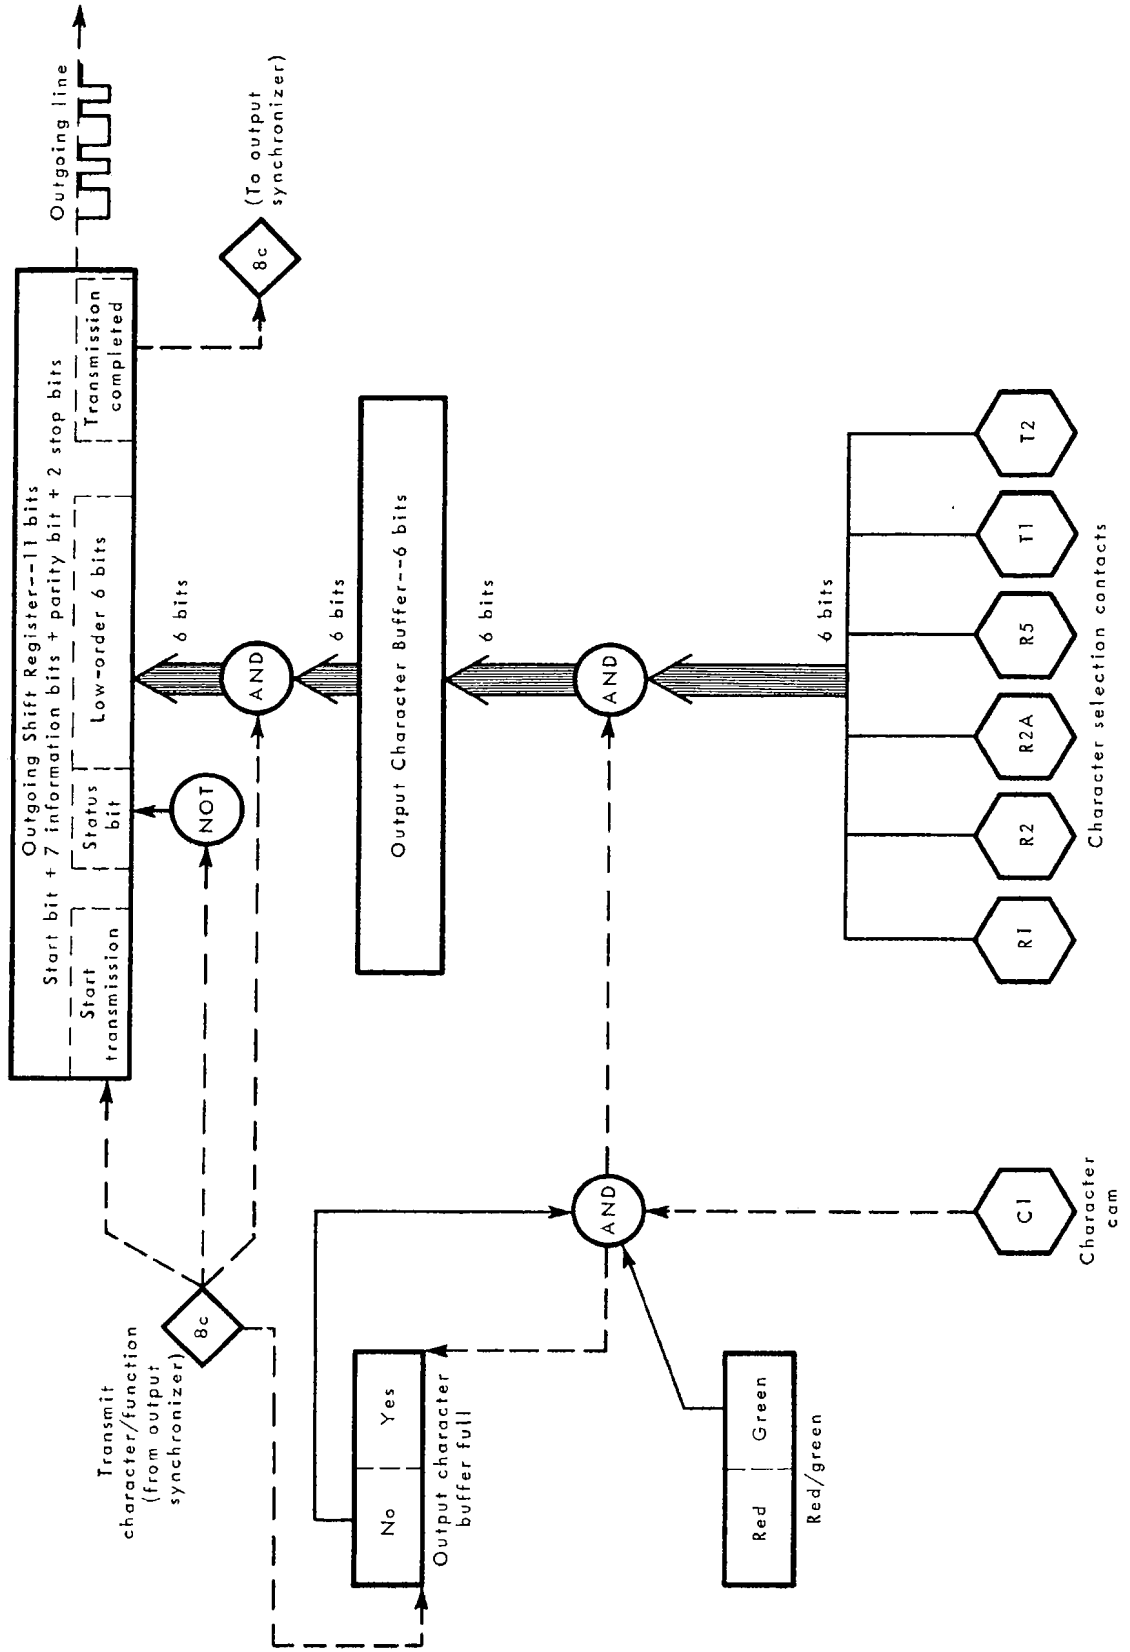 Outgoing Shift Register--11 bits
Start bit + 7 information bits + parity bit + 2 stop bits
Start
transmission
Status
bit
Low-order 6 bits
Transmission
completed
Outgoing line
8c
(To output
synchronizer)
Transmit
character/function
(from output
synchronizer)
8c
NOT
AND
6 bits
6 bits
Output Character Buffer--6 bits
6 bits
No
Yes
Output character
buffer full
AND
AND
Red
Green
Red/green
6 bits
C1
Character
cam
R1
R2
R2A
R5
T1
T2
Character selection contacts